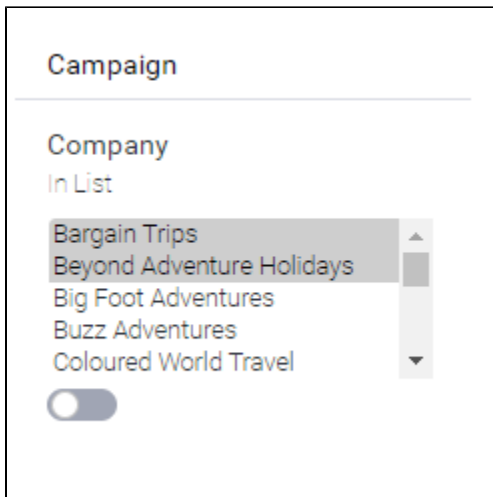 Campaign
Company
In List
Bargain Trips
Beyond Adventure Holidays
Big Foot Adventures
Buzz Adventures
Coloured World Travel